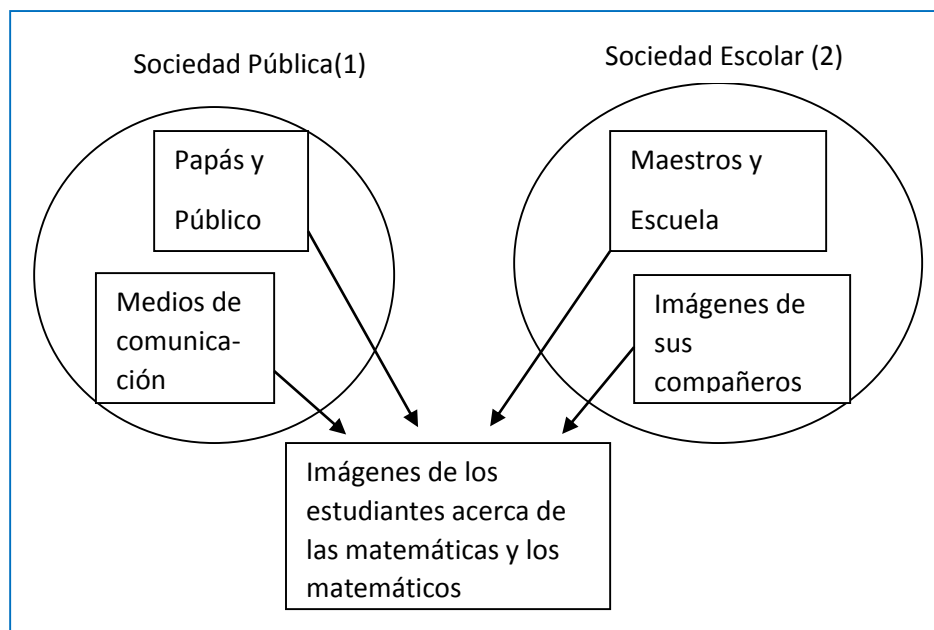 Sociedad Pública(1)
Sociedad Escolar (2)
Papás y
Público
Medios de
comunica-
ción
Maestros y
Escuela
Imágenes de
sus
compañeros
Imágenes de los
estudiantes acerca de
las matemáticas y los
matemáticos